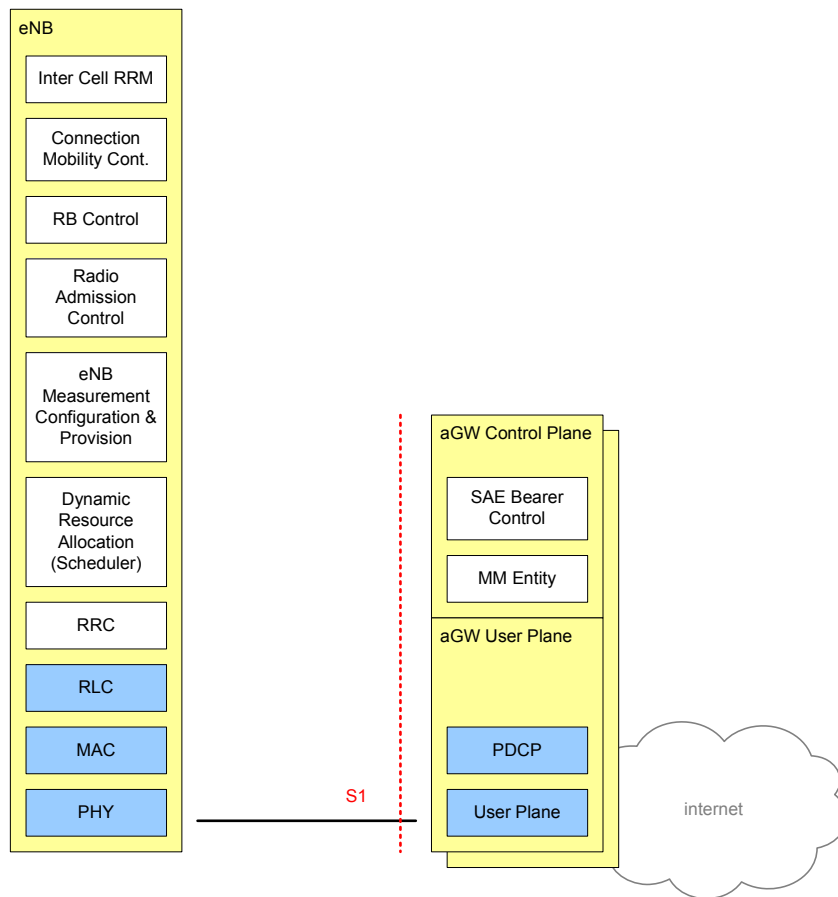 eNB
Inter Cell RRM
Connection
Mobility Cont.
RB Control
Radio
Admission
Control
eNB
Measurement
Configuration &
Provision
Dynamic
Resource
Allocation
(Scheduler)
RRC
RLC
MAC
PHY
S1
aGW Control Plane
SAE Bearer
Control
MM Entity
aGW User Plane
PDCP
User Plane
internet